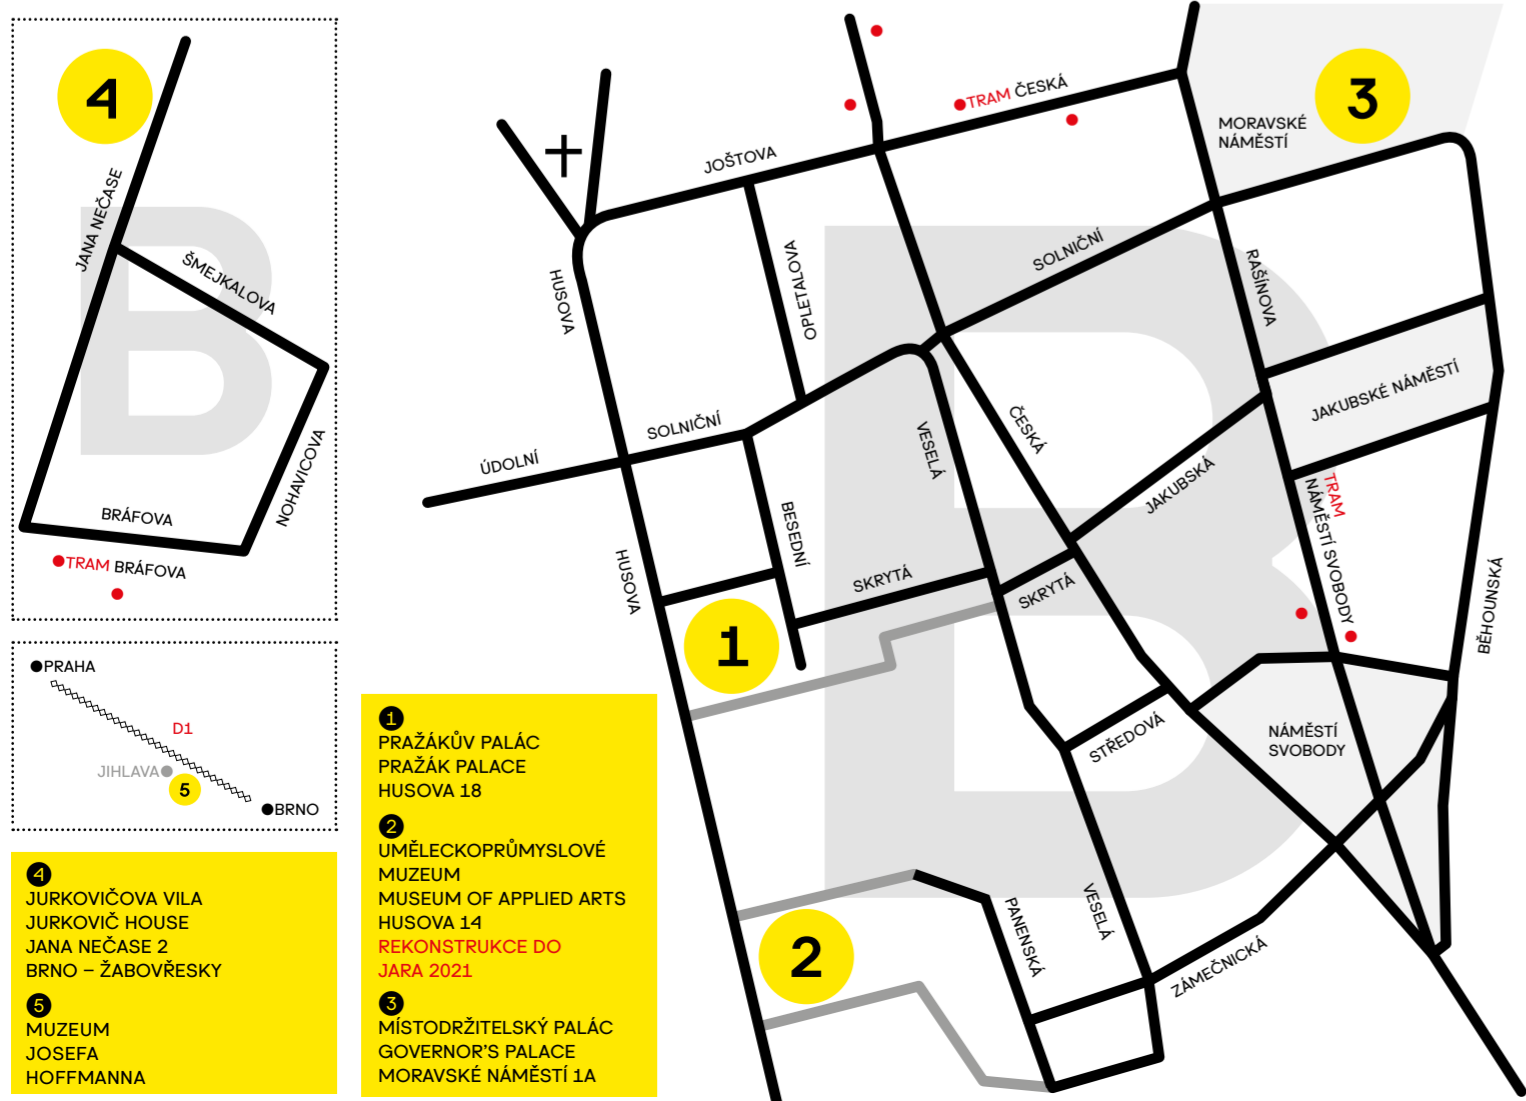 4
JANA NEČASE
ŠMEJKALOVA
NOHAVICOVA
BRÁFOVA
TRAM BRÁFOVA
PRAHA
D1
JIHLAVA
5
BRNO
4
JURKOVIČOVA VILA
JURKOVIČ HOUSE
JANA NEČASE 2
BRNO – ŽABOVŘESKY
5
MUZEUM
JOSEFA
HOFFMANNA
1
PRAŽÁKŮV PALÁC
PRAŽÁK PALACE
HUSOVA 18
2
UMĚLECKOPRŮMYSLOVÉ
MUZEUM
MUSEUM OF APPLIED ARTS
HUSOVA 14
REKONSTRUKCE DO
JARA 2021
3
MÍSTODRŽITELSKÝ PALÁC
GOVERNOR'S PALACE
MORAVSKÉ NÁMĚSTÍ 1A
TRAM ČESKÁ
3
MORAVSKÉ
NÁMĚSTÍ
JOŠTOVA
HUSOVA
OPLETALOVA
SOLNIČNÍ
RAŠÍNOVA
JAKUBSKÉ NÁMĚSTÍ
SOLNIČNÍ
ÚDOLNÍ
VESELÁ
ČESKÁ
JAKUBSKÁ
TRAM
NÁMĚSTÍ SVOBODY
BESEDNÍ
HUSOVA
SKRYTÁ
SKRYTÁ
BĚHOUNSKÁ
1
STŘEDOVÁ
NÁMĚSTÍ
SVOBODY
2
PANENSKÁ
VESELÁ
ZÁMEČNICKÁ
B
B